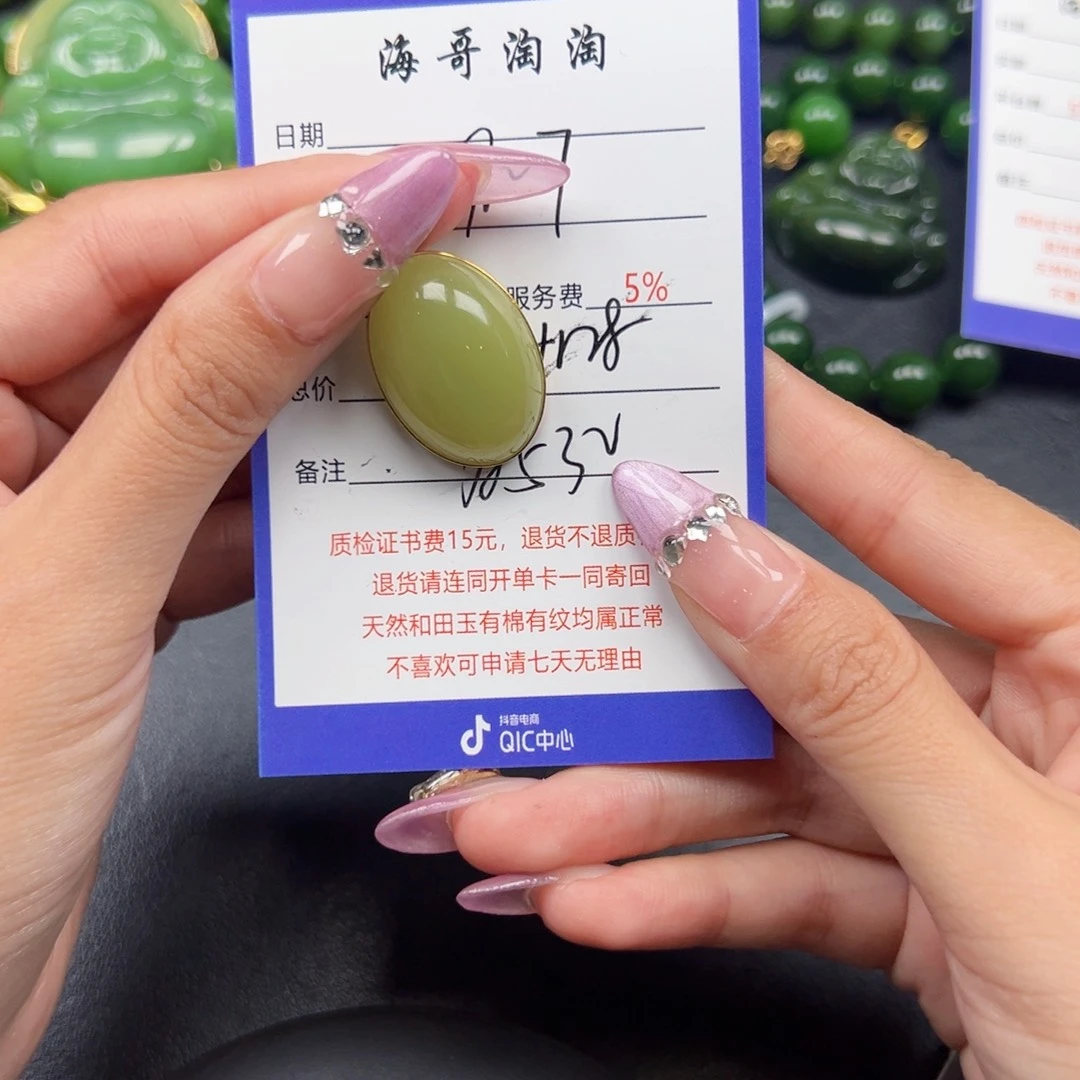 海哥淘淘
日期
服务费 5%
总价
备注
质检证书费15元，退货不退质
退货请连同开单卡一同寄回
天然和田玉有棉有纹均属正常
不喜欢可申请七天无理由
抖音电商
QIC中心